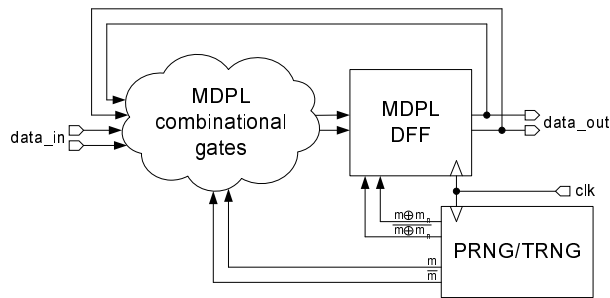 MDPL
combinational
gates
MDPL
DFF
data_in
data_out
clk
m⊕mₙ
m⊕mₙ
PRNG/TRNG
m
m